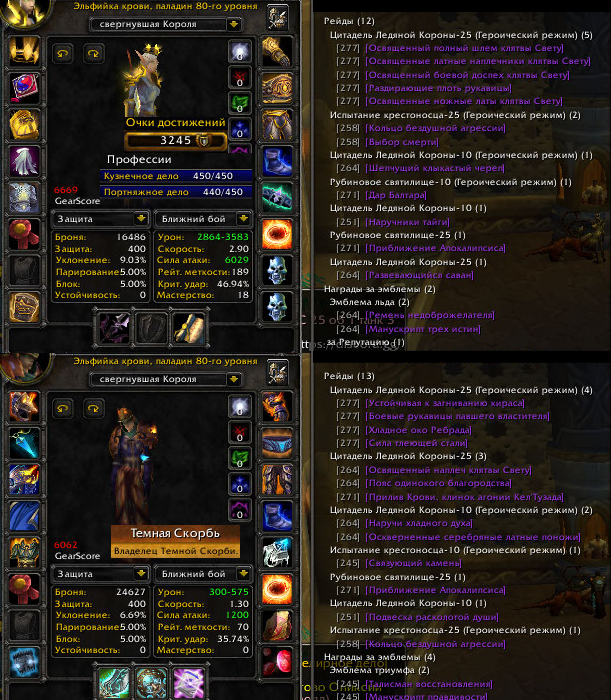 Эльфийка крови, паладин 80-го уровня
свергнувшая Короля
Очки достижений
3245
Профессии
Кузнечное дело 450/450
Портняжное дело 440/450
6669
GearScore
Защита
Ближний бой
Броня: 16486
Защита: 400
Уклонение: 9.03%
Парирование: 5.00%
Блок: 5.00%
Устойчивость: 0
Урон: 2864-3583
Скорость: 2.90
Сила атаки: 6029
Рейт. меткости: 189
Крит. удар: 46.94%
Мастерство: 18
0
0
0
0
Рейды (12)
Цитадель Ледяной Короны-25 (Героический режим) (5)
[277] [Освященный полный шлем клятвы Свету]
[277] [Освященные латные наплечники клятвы Свету]
[277] [Освященный боевой доспех клятвы Свету]
[277] [Раздирающие плоть рукавицы]
[277] [Освященные ножные латы клятвы Свету]
Испытание крестоносца-25 (Героический режим) (2)
[258] [Кольцо бездушной агрессии]
[258] [Выбор смерти]
Цитадель Ледяной Короны-10 (Героический режим) (1)
[264] [Шепчущий клыкастый череп]
Рубиновое святилище-10 (Героический режим) (1)
[271] [Дар Балтара]
Цитадель Ледяной Короны-10 (1)
[251] [Наручники тайги]
Рубиновое святилище-25 (1)
[271] [Приближение Апокалипсиса]
Цитадель Ледяной Короны-25 (1)
[264] [Развевающийся саван]
Награды за эмблемы (2)
Эмблема льда (2)
[264] [Ремень недоброжелателя]
[264] [Манускрипт трех истин]
за Репутацию (1)
Эльфийка крови, паладин 80-го уровня
свергнувшая Короля
Темная Скорбь
Владелец Темной Скорби.
6062
GearScore
Защита
Ближний бой
Броня: 24627
Защита: 400
Уклонение: 6.69%
Парирование: 5.00%
Блок: 5.00%
Устойчивость: 0
Урон: 300-575
Скорость: 1.30
Сила атаки: 1200
Рейт. меткости: 70
Крит. удар: 35.74%
Мастерство: 0
0
0
0
0
0
Рейды (13)
Цитадель Ледяной Короны-25 (Героический режим) (4)
[277] [Устойчивая к загниванию кираса]
[277] [Боевые рукавицы павшего властителя]
[277] [Хладное око Ребрада]
[277] [Сила тлеющей стали]
Цитадель Ледяной Короны-25 (3)
[264] [Освященный наплеч клятвы Свету]
[264] [Пояс одинокого благородства]
[271] [Прилив Крови, клинок агонии Кел'Тузада]
Цитадель Ледяной Короны-10 (Героический режим) (2)
[264] [Наручи хладного духа]
[264] [Оскверненные серебряные латные поножи]
Испытание крестоносца-10 (Героический режим) (1)
[245] [Связующий камень]
Рубиновое святилище-25 (1)
[271] [Приближение Апокалипсиса]
Цитадель Ледяной Короны-10 (1)
[251] [Подвеска расколотой души]
Испытание крестоносца-25 (Героический режим) (1)
[258] [Кольцо бездушной агрессии]
Награды за эмблемы (4)
Эмблема триумфа (2)
[245] [Талисман восстановления]
[245] [Манускрипт правдивости]